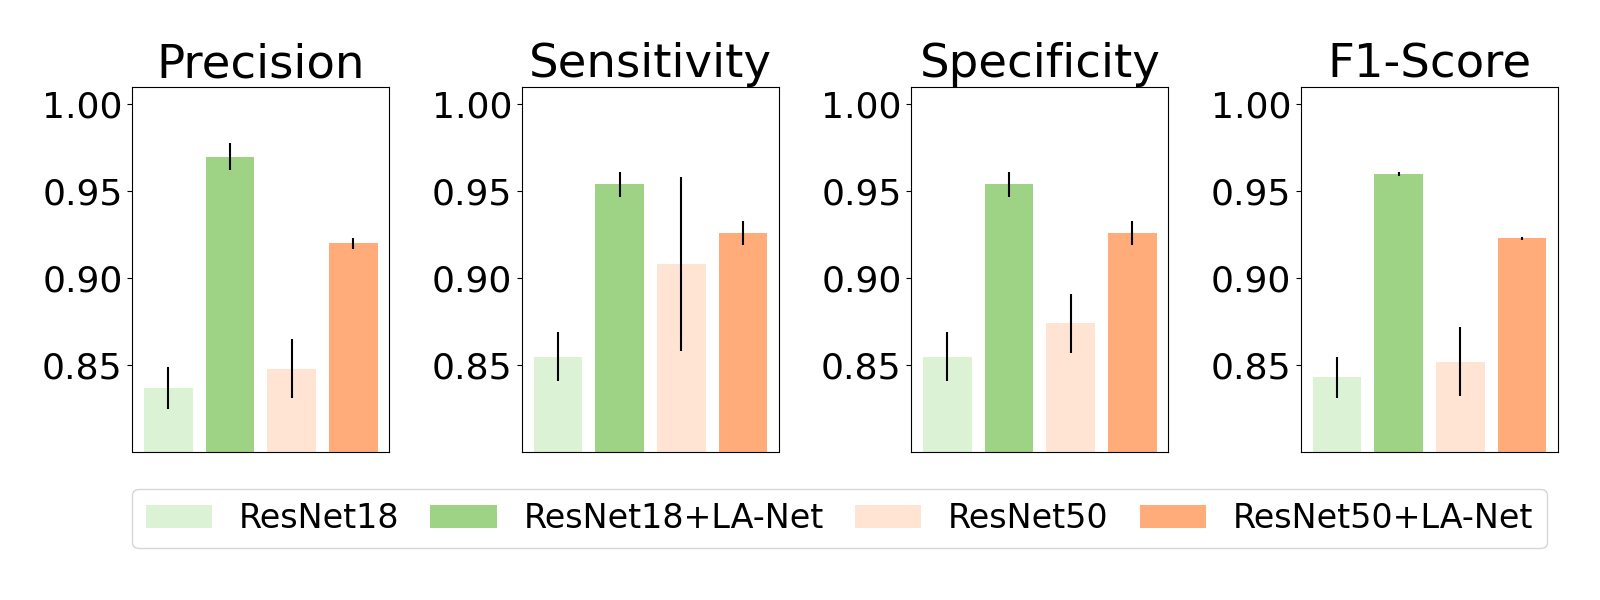 Precision
Sensitivity
Specificity
F1-Score
1.00
0.95
0.90
0.85
1.00
0.95
0.90
0.85
1.00
0.95
0.90
0.85
1.00
0.95
0.90
0.85
ResNet18
ResNet18+LA-Net
ResNet50
ResNet50+LA-Net